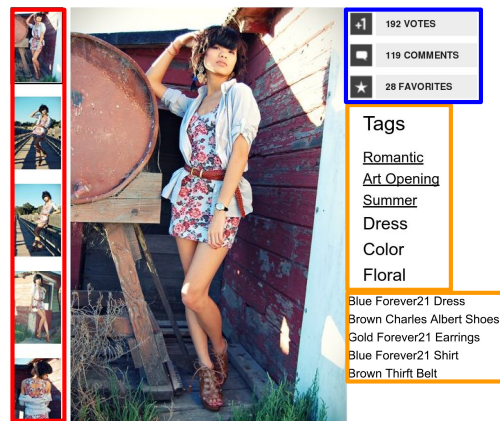 +1 192 VOTES
119 COMMENTS
28 FAVORITES
Tags
Romantic
Art Opening
Summer
Dress
Color
Floral
Blue Forever21 Dress
Brown Charles Albert Shoes
Gold Forever21 Earrings
Blue Forever21 Shirt
Brown Thirft Belt